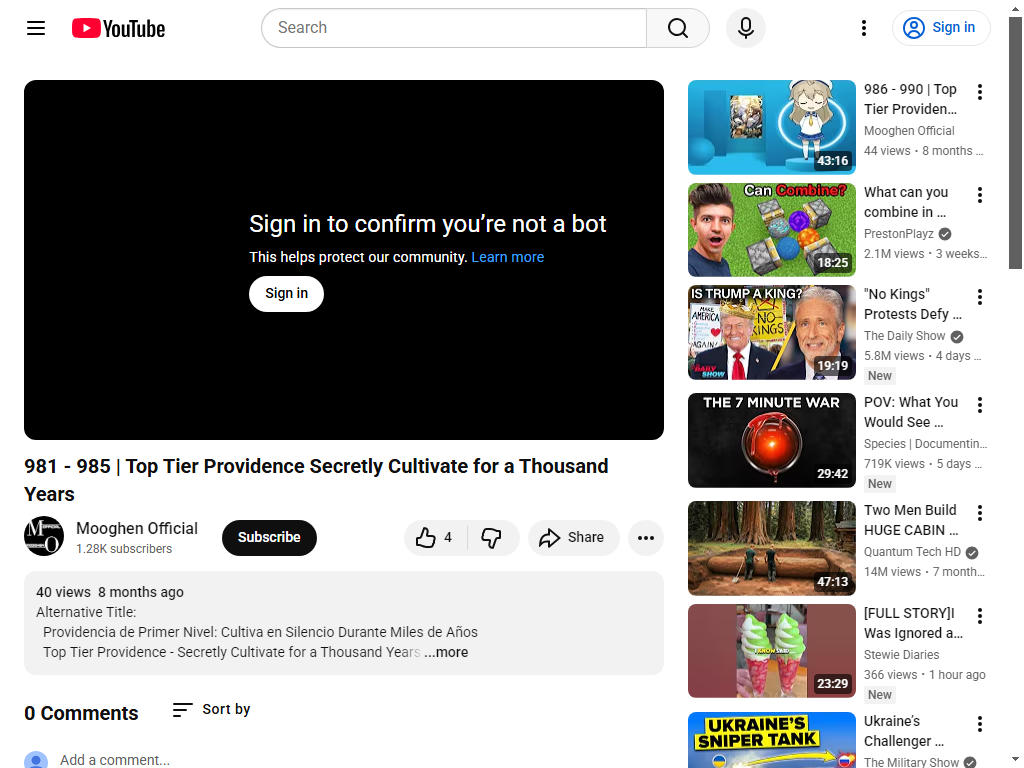 YouTube
Search
Sign in
Sign in to confirm you're not a bot
This helps protect our community. Learn more
Sign in
981 - 985 | Top Tier Providence Secretly Cultivate for a Thousand
Years
Mooghen Official
1.28K subscribers
Subscribe
4
Share
40 views 8 months ago
Alternative Title:
Providencia de Primer Nivel: Cultiva en Silencio Durante Miles de Años
Top Tier Providence - Secretly Cultivate for a Thousand Years ...more
0 Comments
Sort by
Add a comment...
43:16
986 - 990 | Top
Tier Providen...
Mooghen Official
44 views • 8 months ...
Can Combine?
18:25
What can you
combine in ...
PrestonPlayz
2.1M views • 3 weeks...
IS TRUMP A KING?
MAKE
AMERICA
AGAIN!
NO
KINGS
DAILY
SHOW
19:19
"No Kings"
Protests Defy ...
The Daily Show
5.8M views • 4 days ...
New
THE 7 MINUTE WAR
29:42
POV: What You
Would See ...
Species | Documentin...
719K views • 5 days ...
New
47:13
Two Men Build
HUGE CABIN ...
Quantum Tech HD
14M views • 7 month...
I KNOW SAID
23:29
[FULL STORY]I
Was Ignored a...
Stewie Diaries
366 views • 1 hour ago
New
UKRAINE'S
SNIPER TANK
Ukraine's
Challenger ...
The Military Show